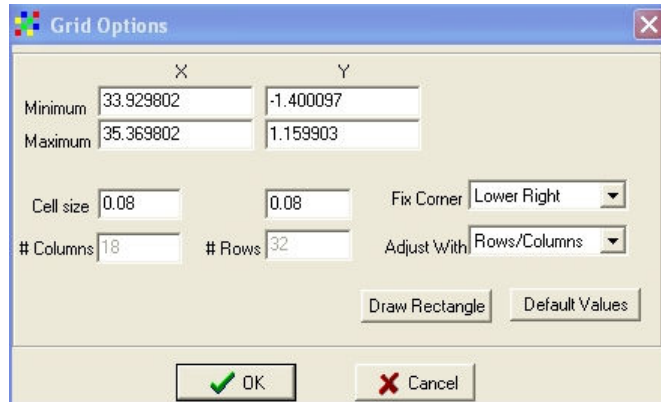 Grid Options
X Y
Minimum 33.929802 -1.400097
Maximum 35.369802 1.159903
Cell size 0.08 0.08 Fix Corner Lower Right
# Columns 18 # Rows 32 Adjust With Rows/Columns
Draw Rectangle Default Values
OK Cancel